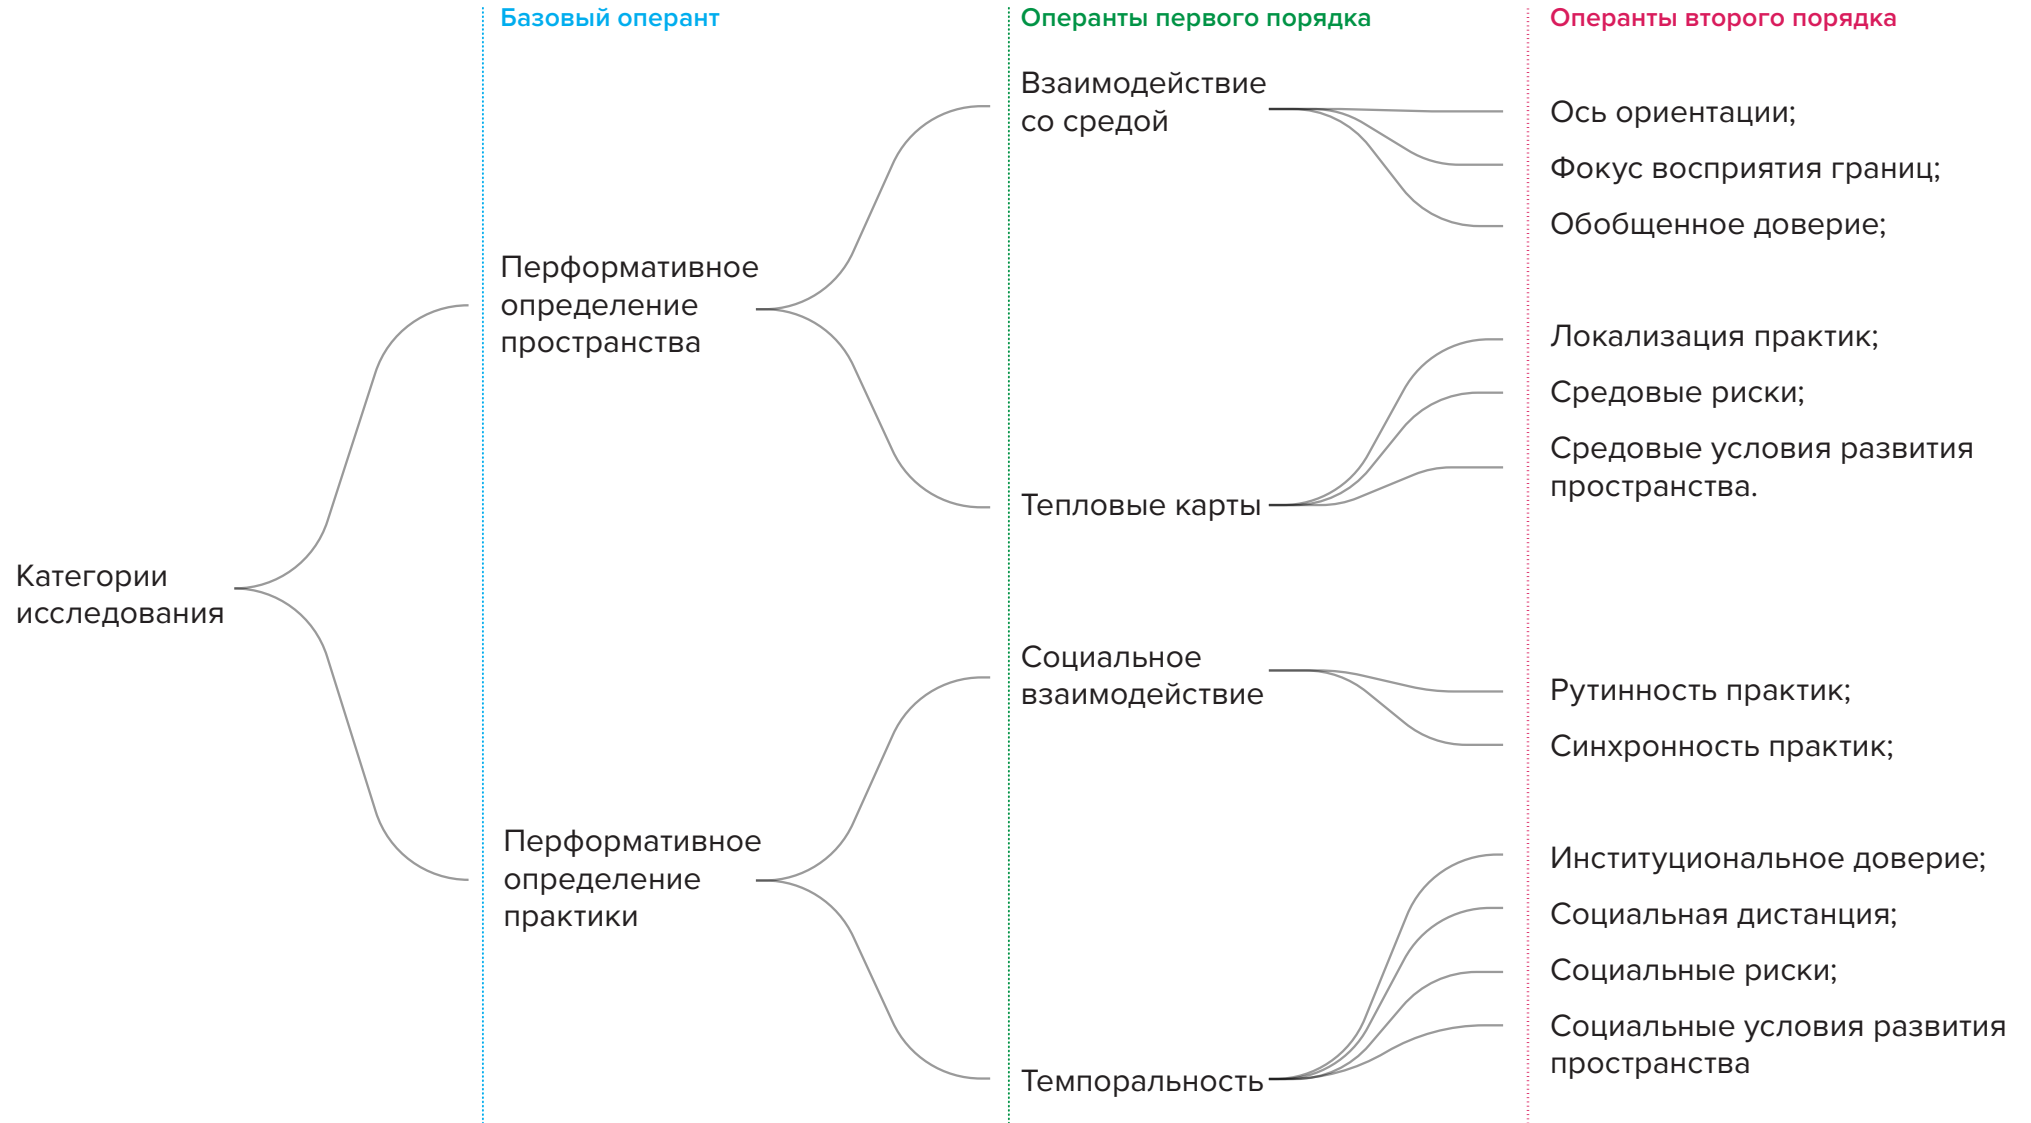 Базовый оперант
Операнты первого порядка
Операнты второго порядка
Категории
исследования
Перформативное
определение
пространства
Взаимодействие
со средой
Ось ориентации;
Фокус восприятия границ;
Обобщенное доверие;
Тепловые карты
Локализация практик;
Средовые риски;
Средовые условия развития
пространства.
Перформативное
определение
практики
Социальное
взаимодействие
Рутинность практик;
Синхронность практик;
Темпоральность
Институциональное доверие;
Социальная дистанция;
Социальные риски;
Социальные условия развития
пространства